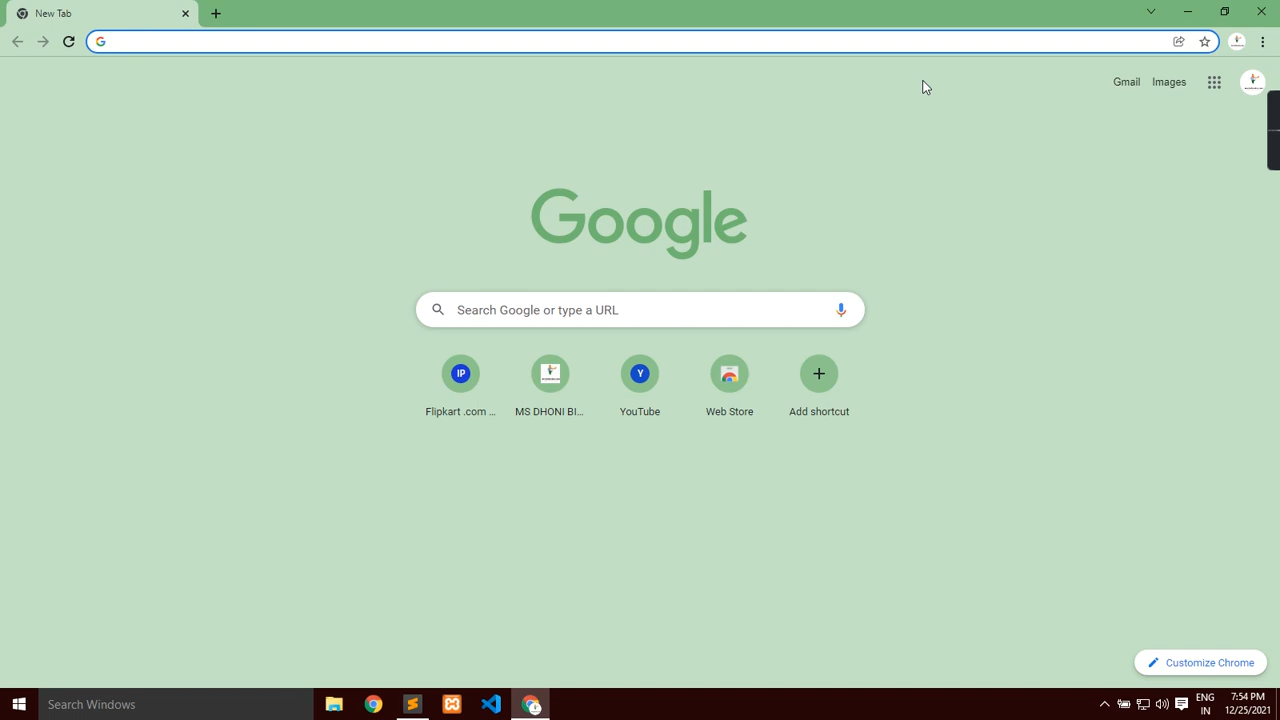 New Tab
Gmail Images
Google
Search Google or type a URL
IP
Y
Flipkart .com ...
MS DHONI BI...
YouTube
Web Store
Add shortcut
Customize Chrome
Search Windows
ENG
IN
7:54 PM
12/25/2021